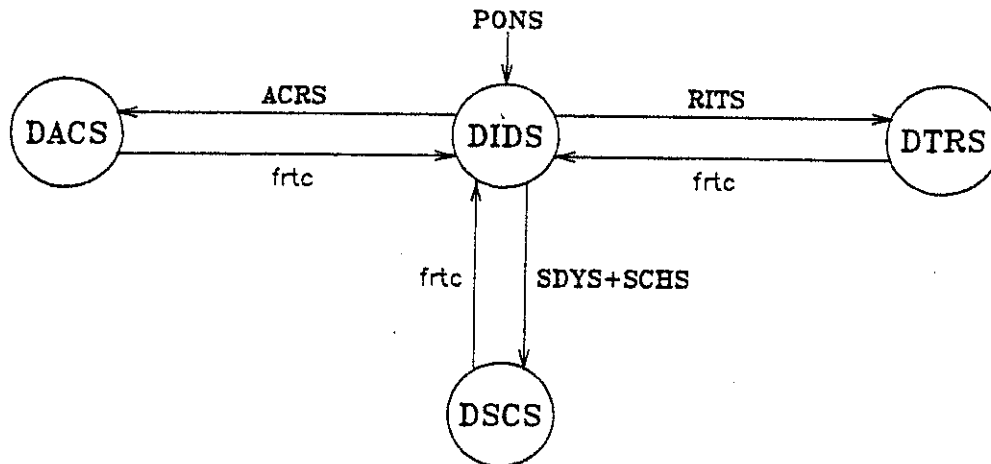 PONS
ACRS
RITS
DACS
DIDS
DTRS
frtc
frtc
frtc
SDYS+SCHS
DSCS